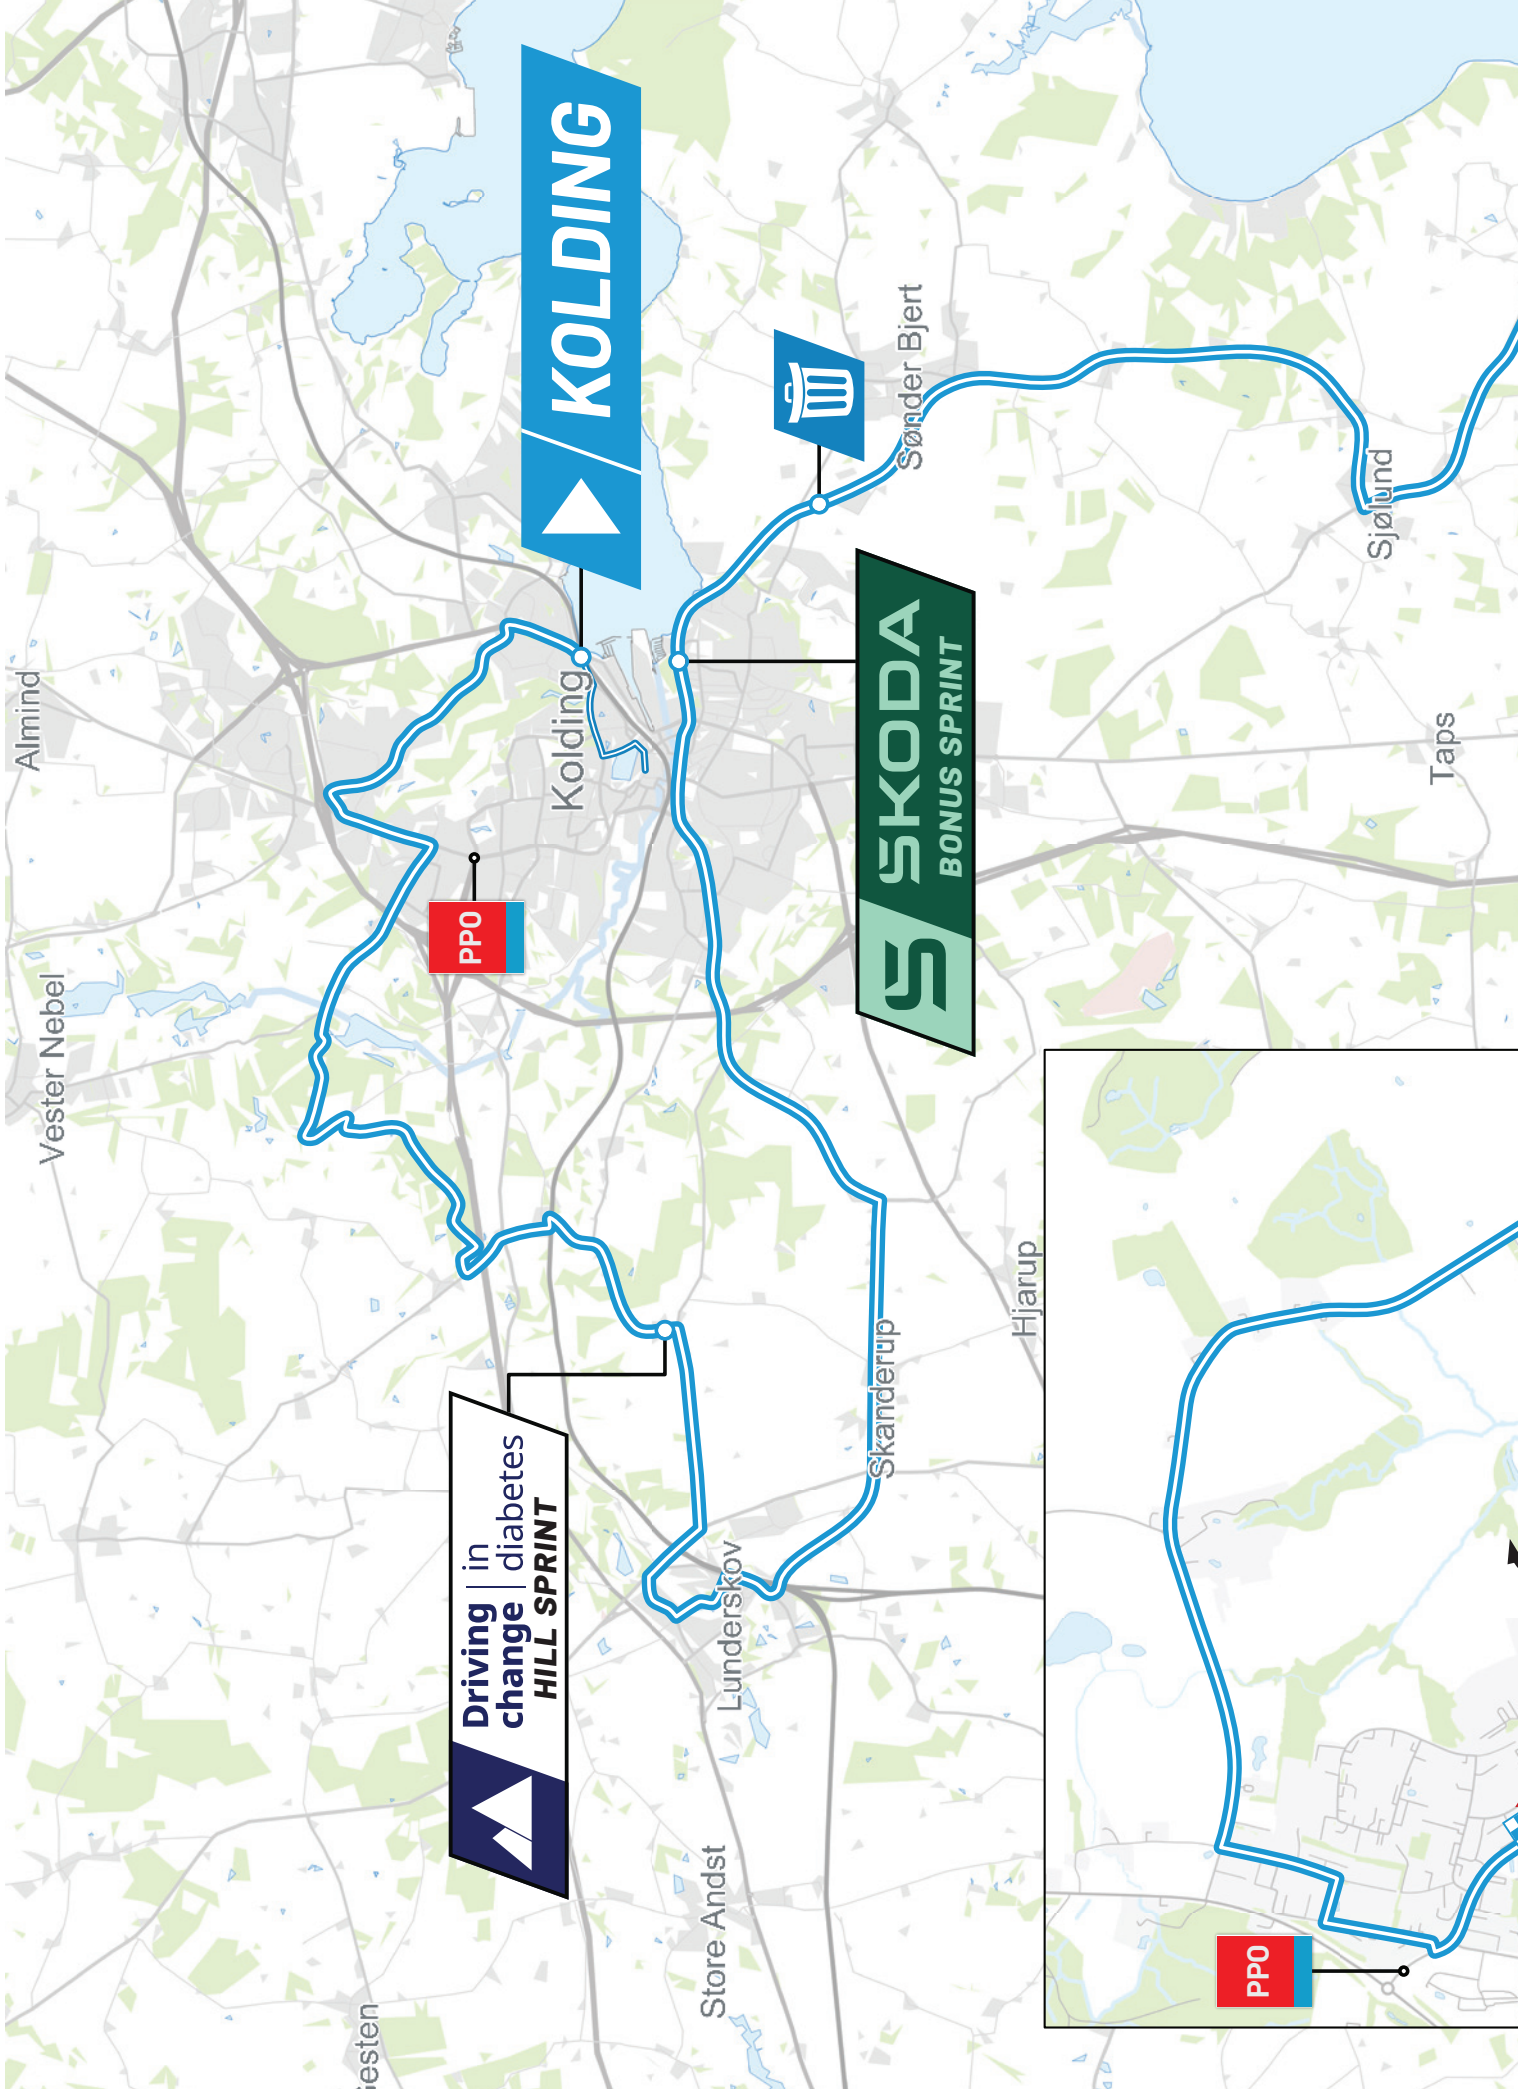 Almind
Vester Nebel
KOLDING
Kolding
PPO
Sønder Bjert
Sjølund
SKODA
BONUS SPRINT
Taps
Driving | in
change | diabetes
HILL SPRINT
Hjarup
Skanderup
Lunderskov
Store Andst
PPO